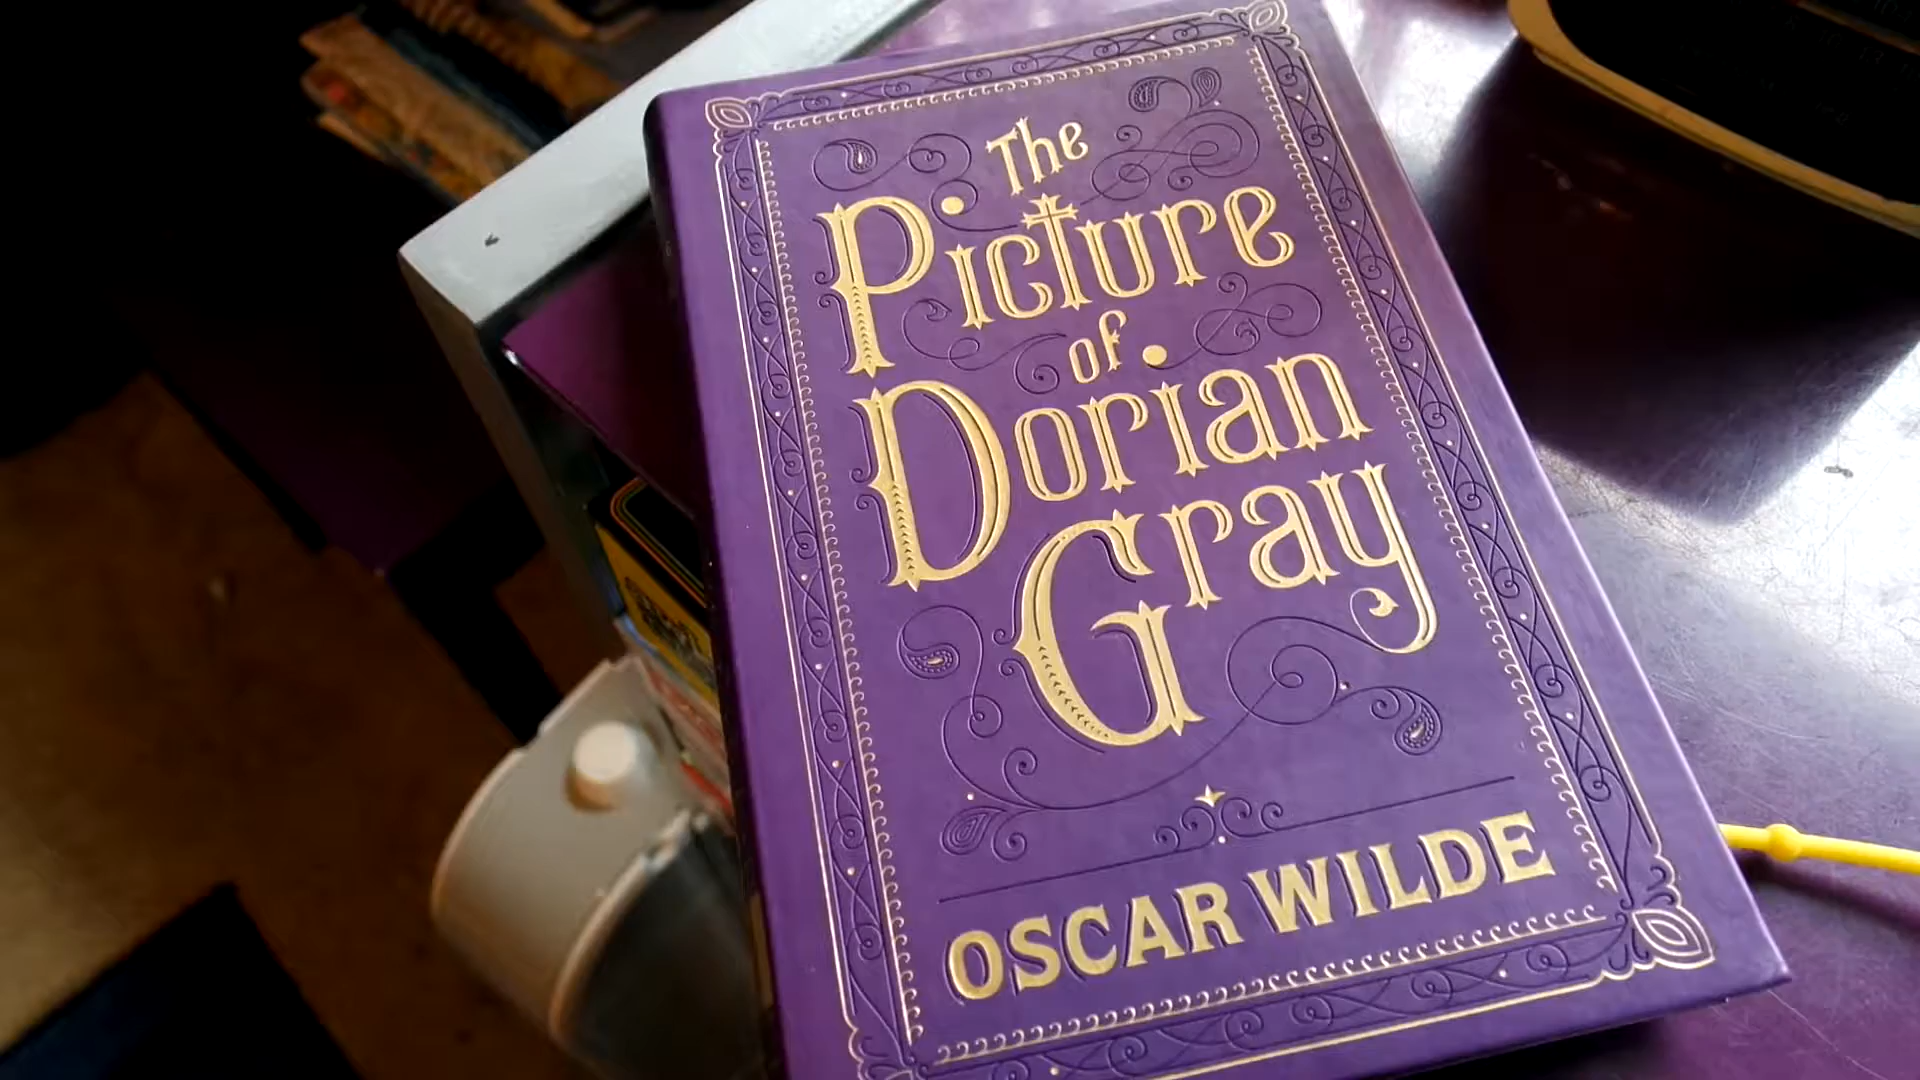 The
Picture
of
Dorian
Gray
OSCAR WILDE